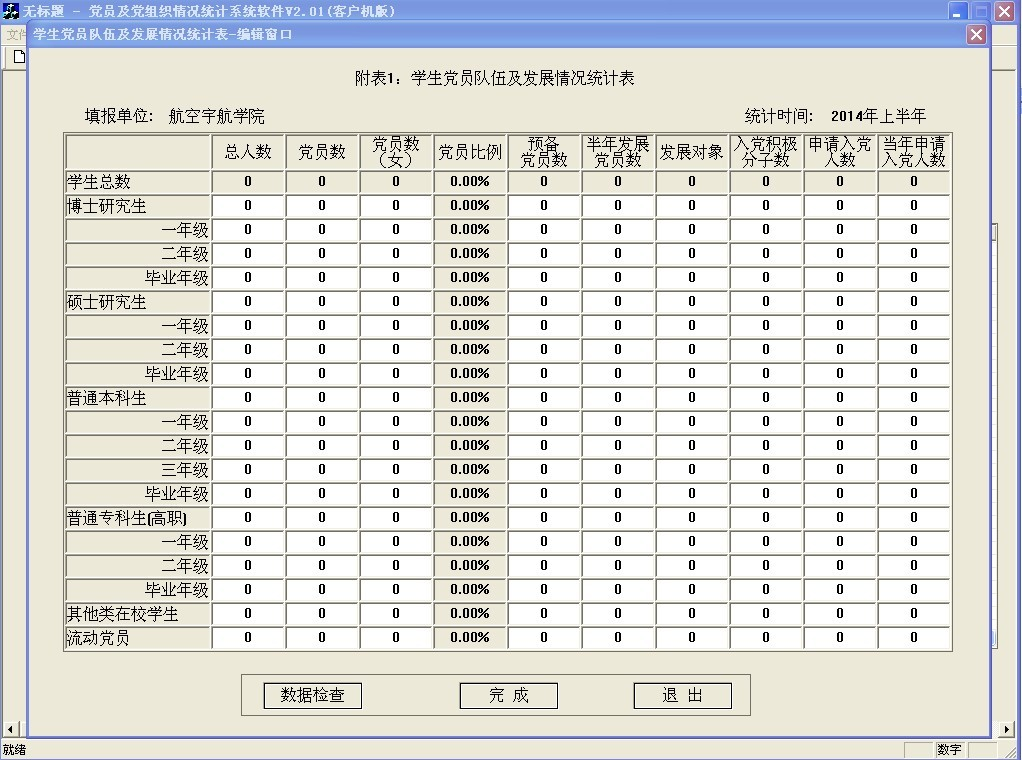 无标题 - 党员及党组织情况统计系统软件V2.01(客户机版)
文件
学生党员队伍及发展情况统计表-编辑窗口
附表1: 学生党员队伍及发展情况统计表
填报单位: 航空宇航学院 统计时间: 2014年上半年
总人数 党员数 党员数(女) 党员比例 预备党员数 半年发展党员数 发展对象 入党积极分子数 申请入党人数 当年申请入党人数
学生总数 0 0 0 0.00% 0 0 0 0 0 0
博士研究生 0 0 0 0.00% 0 0 0 0 0 0
一年级 0 0 0 0.00% 0 0 0 0 0 0
二年级 0 0 0 0.00% 0 0 0 0 0 0
毕业年级 0 0 0 0.00% 0 0 0 0 0 0
硕士研究生 0 0 0 0.00% 0 0 0 0 0 0
一年级 0 0 0 0.00% 0 0 0 0 0 0
二年级 0 0 0 0.00% 0 0 0 0 0 0
毕业年级 0 0 0 0.00% 0 0 0 0 0 0
普通本科生 0 0 0 0.00% 0 0 0 0 0 0
一年级 0 0 0 0.00% 0 0 0 0 0 0
二年级 0 0 0 0.00% 0 0 0 0 0 0
三年级 0 0 0 0.00% 0 0 0 0 0 0
毕业年级 0 0 0 0.00% 0 0 0 0 0 0
普通专科生(高职) 0 0 0 0.00% 0 0 0 0 0 0
一年级 0 0 0 0.00% 0 0 0 0 0 0
二年级 0 0 0 0.00% 0 0 0 0 0 0
毕业年级 0 0 0 0.00% 0 0 0 0 0 0
其他类在校学生 0 0 0 0.00% 0 0 0 0 0 0
流动党员 0 0 0 0.00% 0 0 0 0 0 0
数据检查 完 成 退 出
就绪 数字